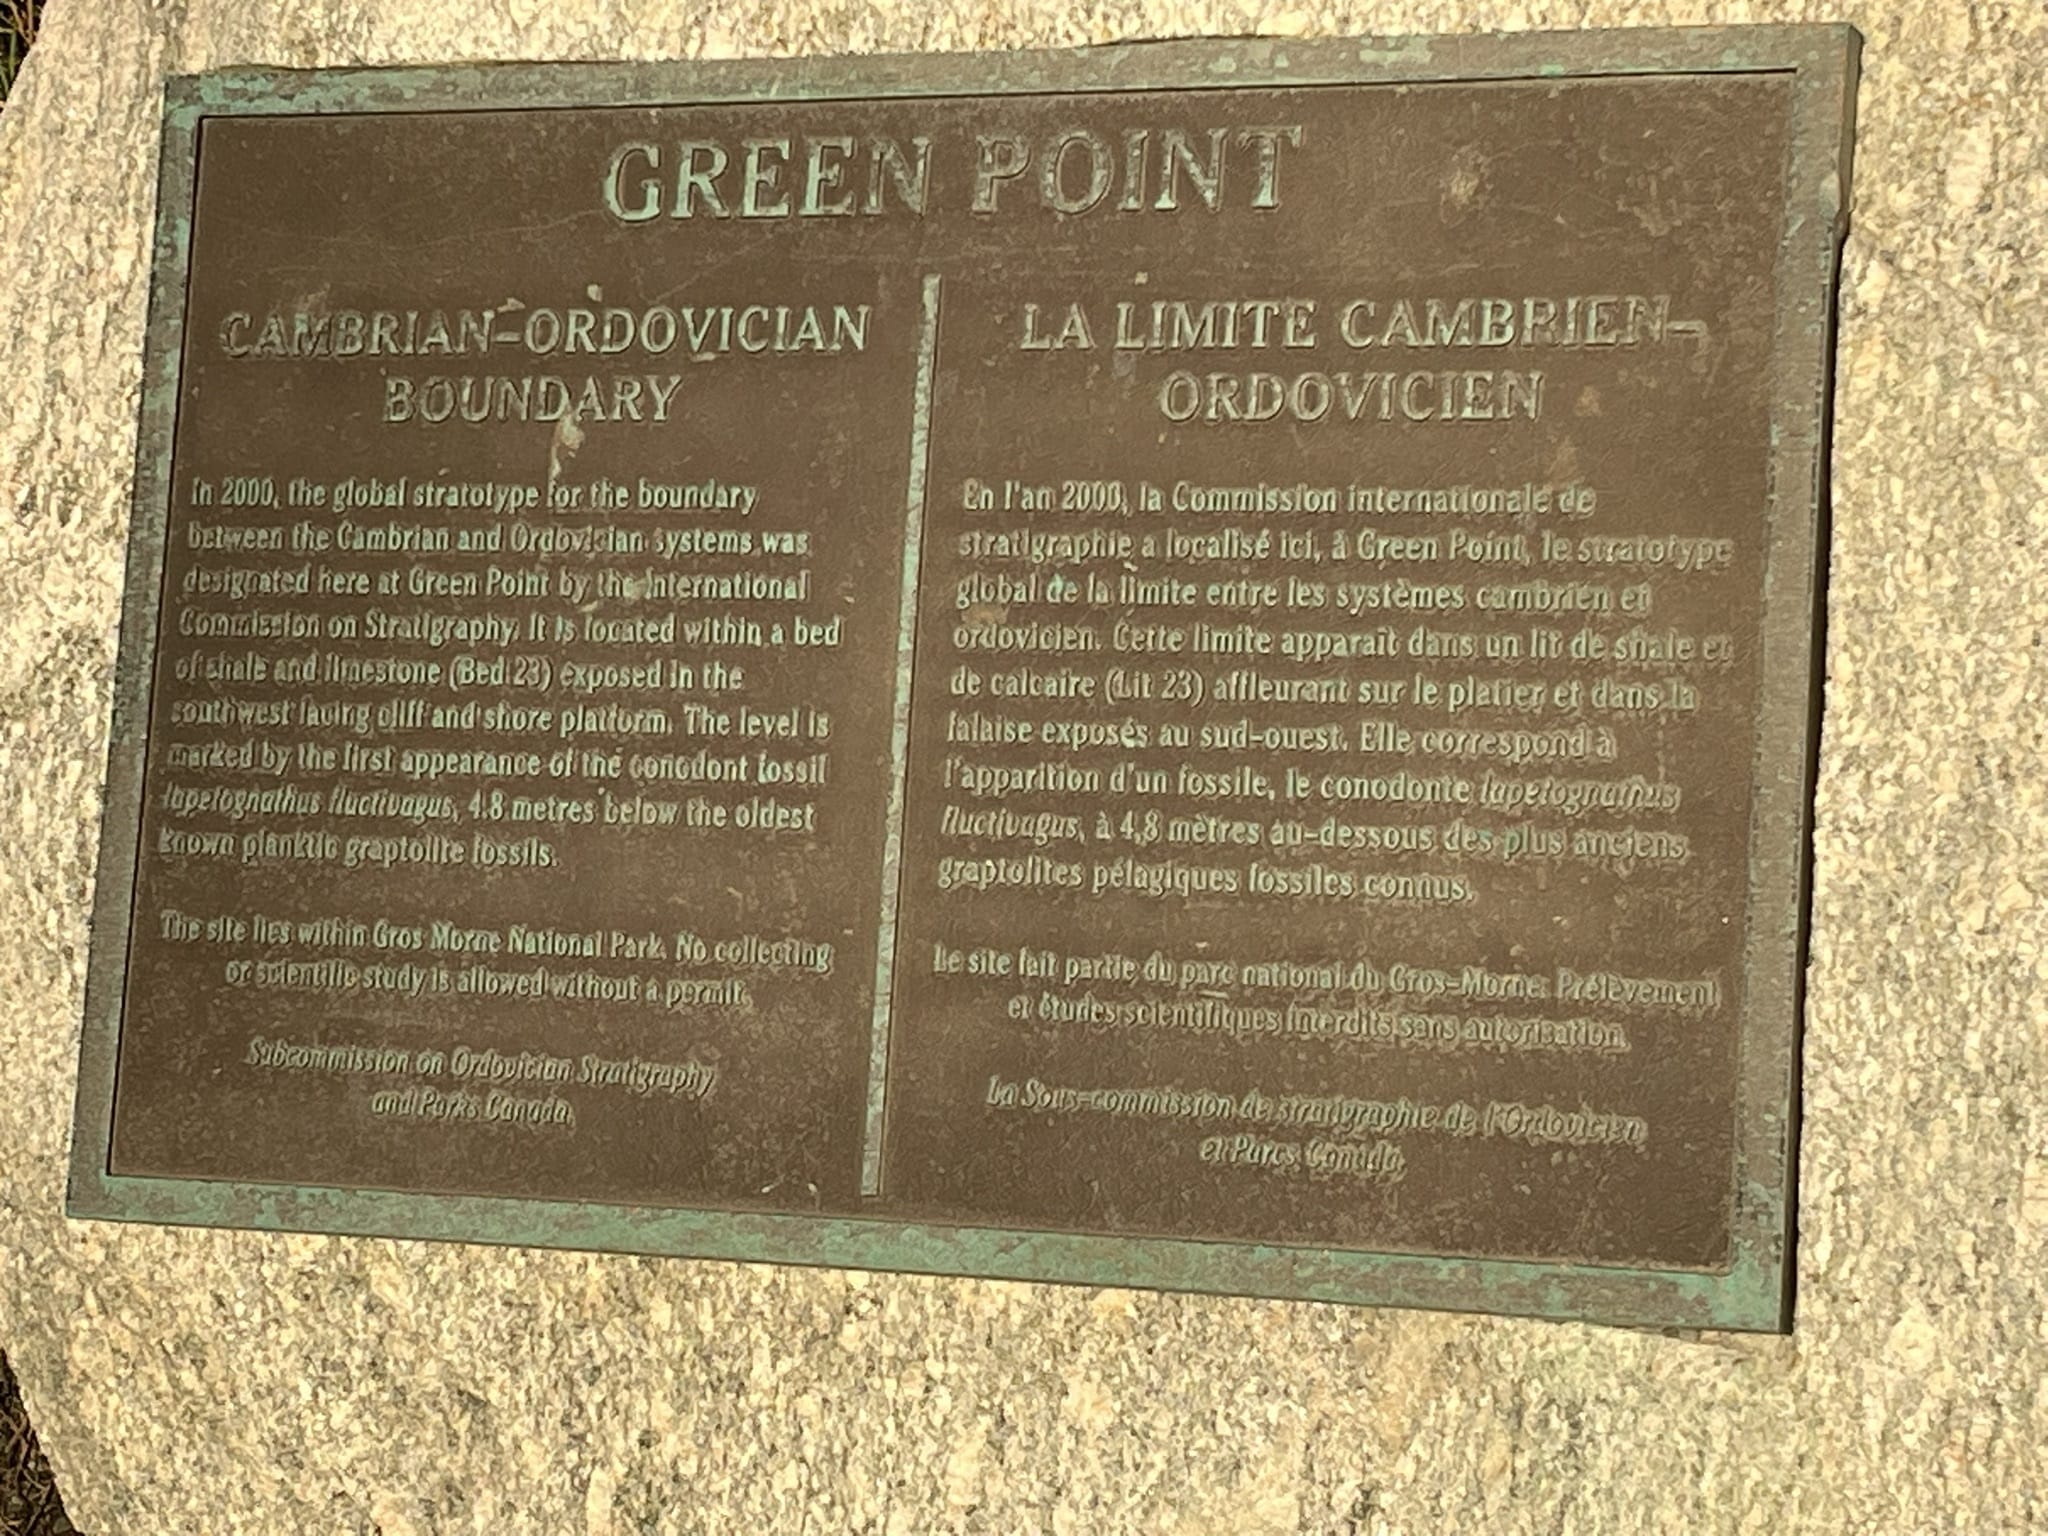 GREEN POINT
CAMBRIAN–ORDOVICIAN
BOUNDARY
In 2000, the global stratotype for the boundary
between the Cambrian and Ordovician systems was
designated here at Green Point by the International
Commission on Stratigraphy. It is located within a bed
of shale and limestone (Bed 23) exposed in the
southwest facing cliff and shore platform. The level is
marked by the first appearance of the conodont fossil
Iapetognathus fluctivagus, 4.8 metres below the oldest
known planktic graptolite fossils.
The site lies within Gros Morne National Park. No collecting
or scientific study is allowed without a permit.
Subcommission on Ordovician Stratigraphy
and Parks Canada.
LA LIMITE CAMBRIEN–
ORDOVICIEN
En l'an 2000, la Commission internationale de
stratigraphie a localisé ici, à Green Point, le stratotype
global de la limite entre les systèmes cambrien et
ordovicien. Cette limite apparaît dans un lit de shale et
de calcaire (Lit 23) affleurant sur le platier et dans la
falaise exposés au sud-ouest. Elle correspond à
l'apparition d'un fossile, le conodonte Iapetognathus
fluctivagus, à 4,8 mètres au-dessous des plus anciens
graptolites pélagiques fossiles connus.
Le site fait partie du parc national du Gros-Morne. Prélèvement
et études scientifiques interdits sans autorisation.
La Sous-commission de stratigraphie de l'Ordovicien
et Parcs Canada.